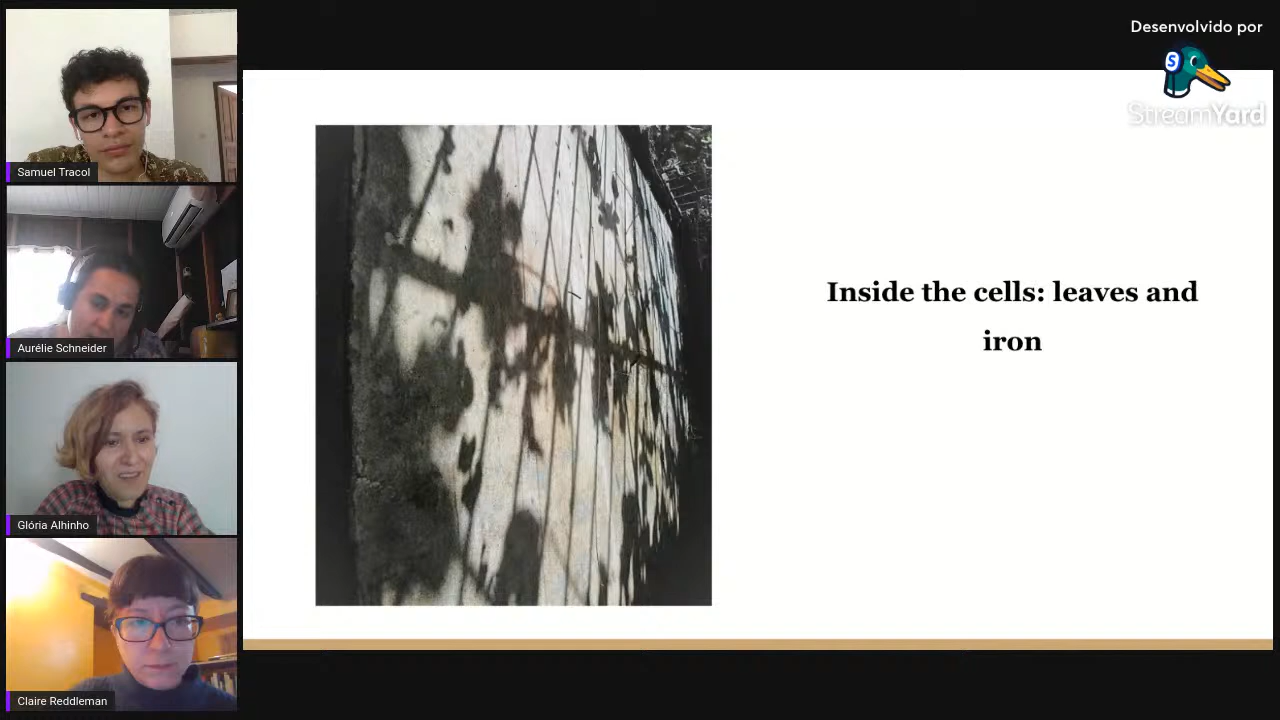 Desenvolvido por
S
StreamYard
Samuel Tracol
Aurélie Schneider
Glória Alhinho
Claire Reddleman
Inside the cells: leaves and
iron